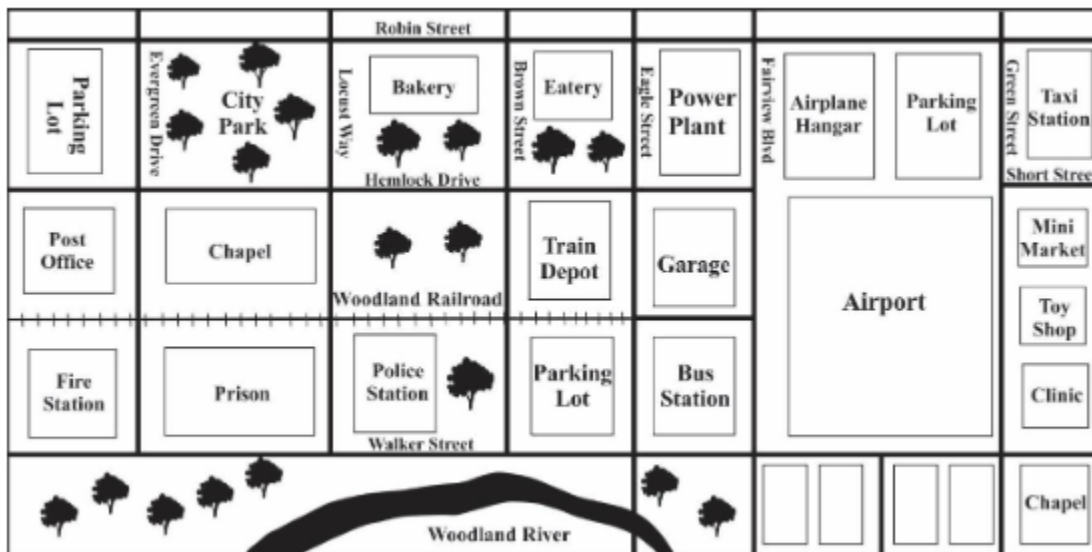 Robin Street
Parking
Lot
Evergreen Drive
City
Park
Locust Way
Bakery
Brown Street
Eatery
Eagle Street
Power
Plant
Fairview Blvd
Airplane
Hangar
Parking
Lot
Green Street
Taxi
Station
Hemlock Drive
Short Stree
Post
Office
Chapel
Train
Depot
Garage
Airport
Mini
Market
Woodland Railroad
Toy
Shop
Fire
Station
Prison
Police
Station
Parking
Lot
Bus
Station
Clinic
Walker Street
Woodland River
Chapel